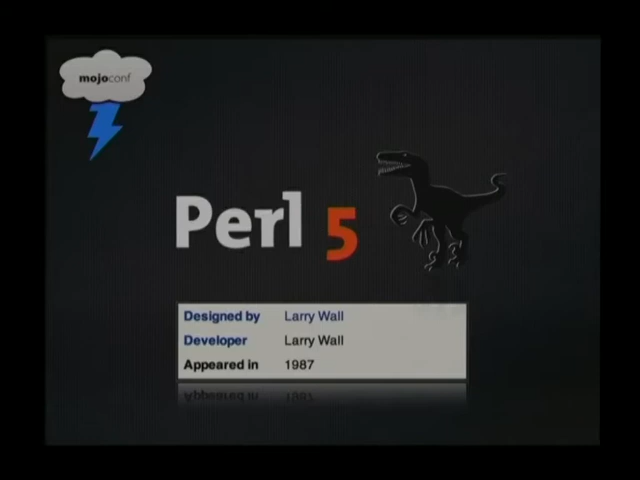 mojoconf
Perl 5
Designed by Larry Wall
Developer Larry Wall
Appeared in 1987